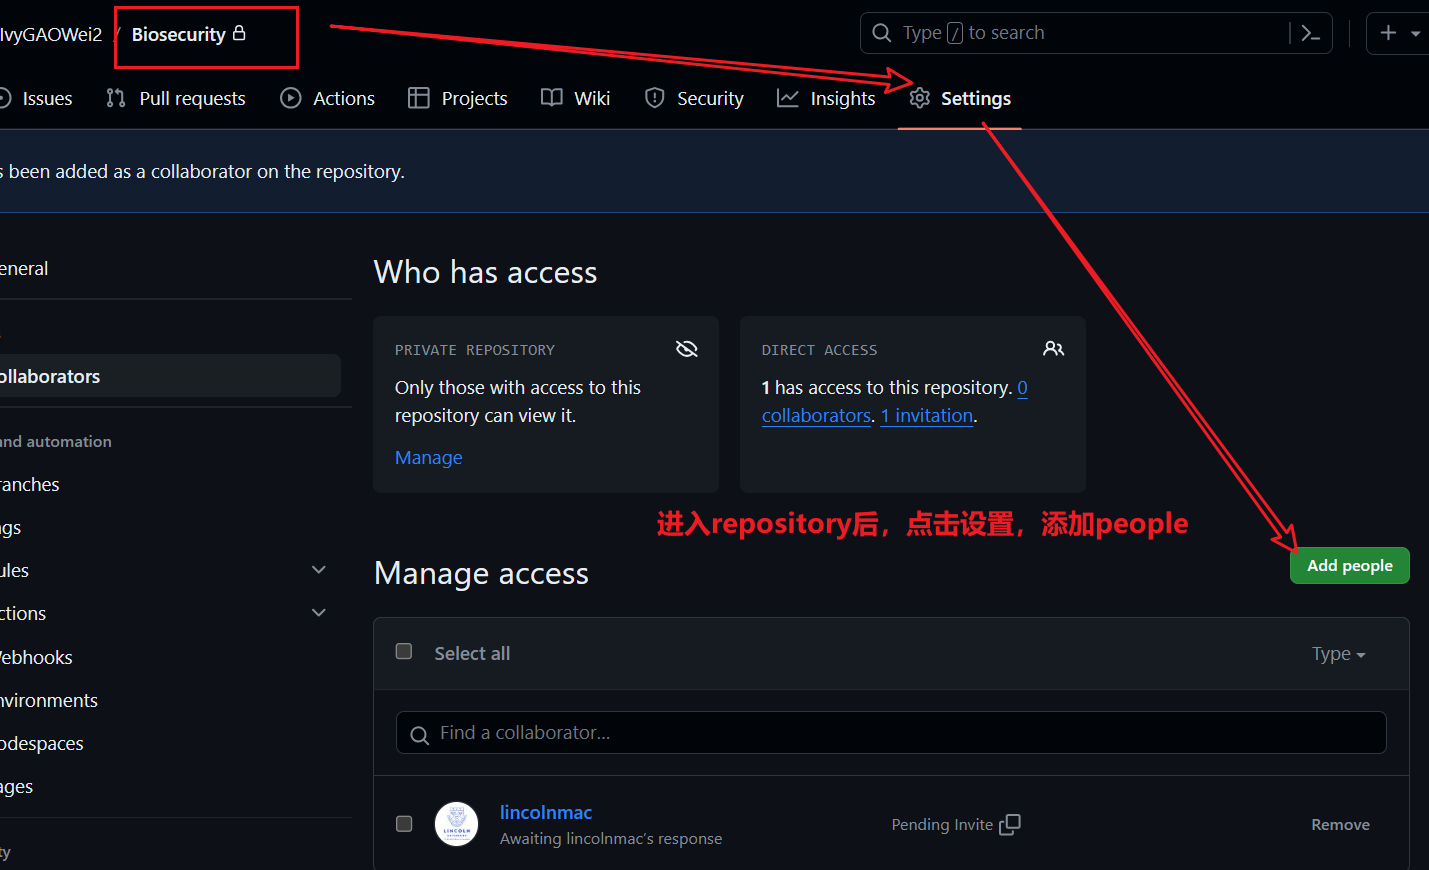 IvyGAOWei2 / Biosecurity
Type / to search
Issues
Pull requests
Actions
Projects
Wiki
Security
Insights
Settings
s been added as a collaborator on the repository.
eneral
ollaborators
and automation
ranches
gs
ules
ctions
Vebhooks
nvironments
odespaces
ages
ty
Who has access
PRIVATE REPOSITORY
Only those with access to this
repository can view it.
Manage
DIRECT ACCESS
1 has access to this repository. 0
collaborators. 1 invitation.
进入repository后，点击设置，添加people
Manage access
Add people
Select all
Type
Find a collaborator...
lincolnmac
Awaiting lincolnmac's response
Pending Invite
Remove
LINCOLN